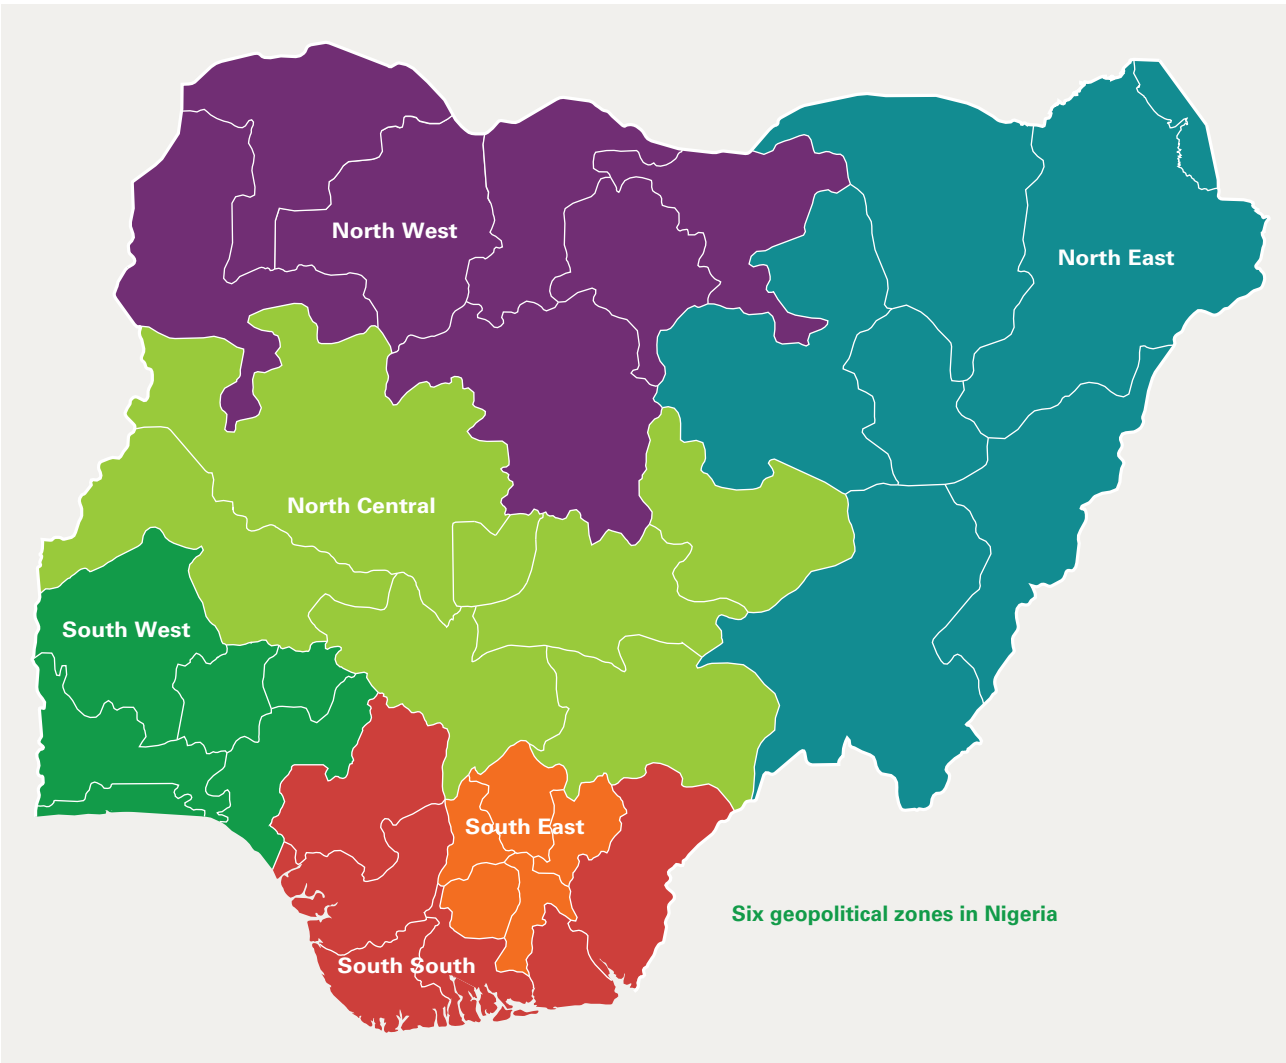 North West
North East
North Central
South West
South East
Six geopolitical zones in Nigeria
South South